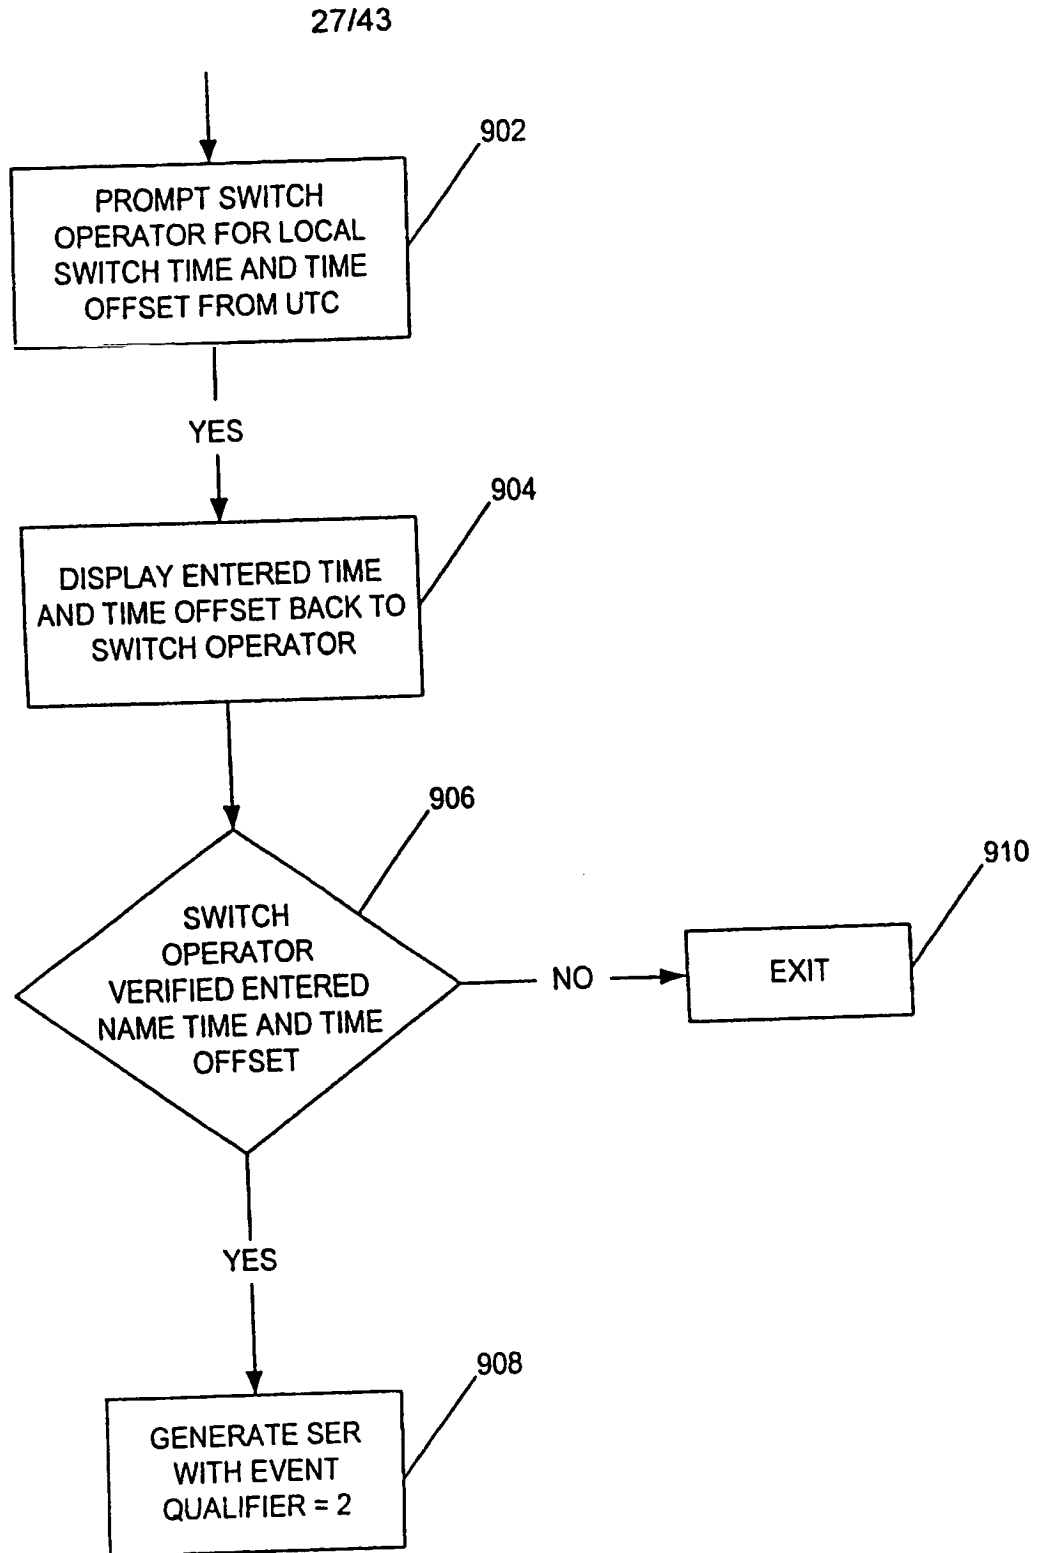 27/43
902
PROMPT SWITCH
OPERATOR FOR LOCAL
SWITCH TIME AND TIME
OFFSET FROM UTC
YES
904
DISPLAY ENTERED TIME
AND TIME OFFSET BACK TO
SWITCH OPERATOR
906
SWITCH
OPERATOR
VERIFIED ENTERED
NAME TIME AND TIME
OFFSET
NO
910
EXIT
YES
908
GENERATE SER
WITH EVENT
QUALIFIER = 2